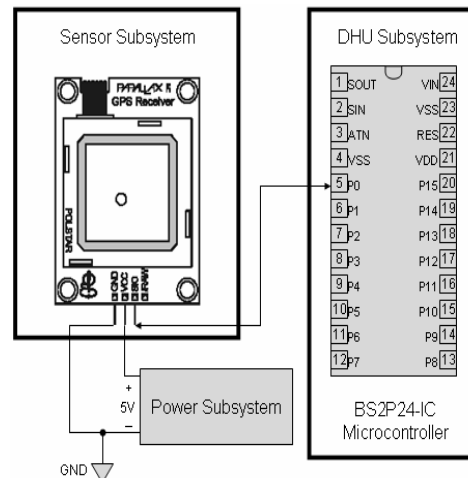 Sensor Subsystem
PARALLAX R
GPS Receiver
POLSTAR
GND
VCC
SIO
RAW
+
5V
−
Power Subsystem
GND
DHU Subsystem
1 SOUT VIN 24
2 SIN VSS 23
3 ATN RES 22
4 VSS VDD 21
5 P0 P15 20
6 P1 P14 19
7 P2 P13 18
8 P3 P12 17
9 P4 P11 16
10 P5 P10 15
11 P6 P9 14
12 P7 P8 13
BS2P24-IC
Microcontroller